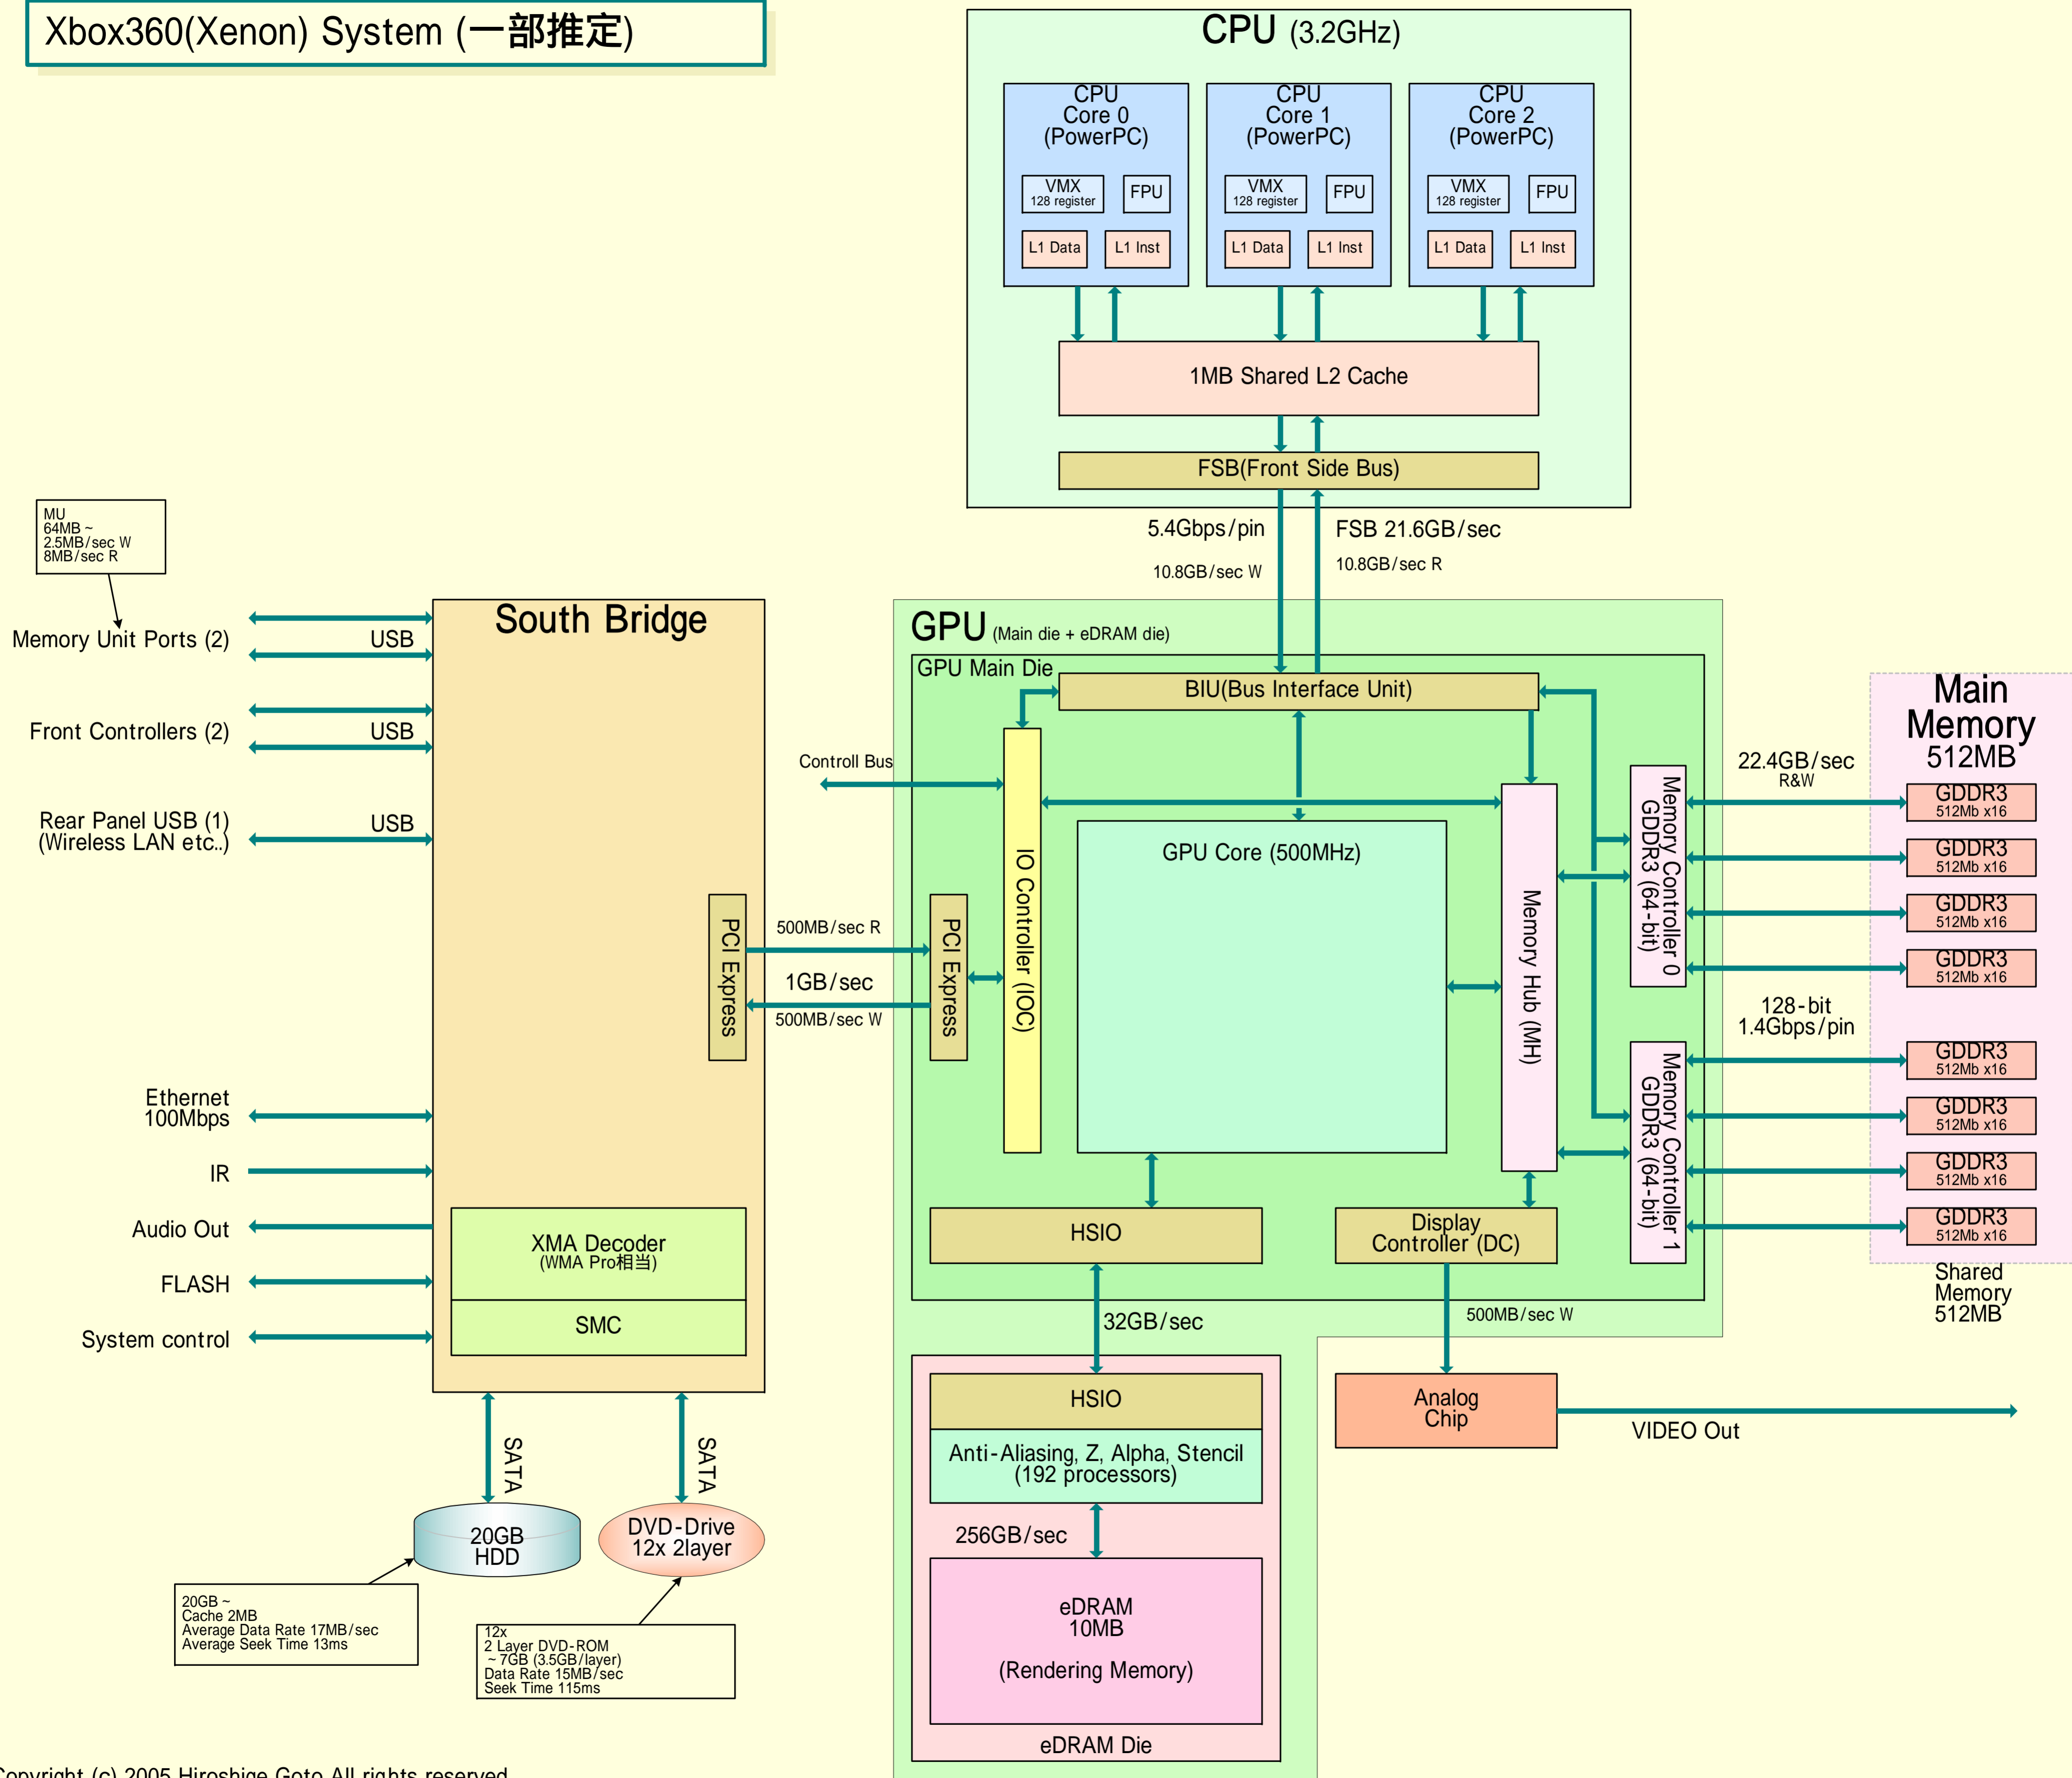 Xbox360(Xenon) System (一部推定)
CPU (3.2GHz)
CPU
Core 0
(PowerPC)
VMX
128 register
FPU
L1 Data
L1 Inst
CPU
Core 1
(PowerPC)
VMX
128 register
FPU
L1 Data
L1 Inst
CPU
Core 2
(PowerPC)
VMX
128 register
FPU
L1 Data
L1 Inst
1MB Shared L2 Cache
FSB(Front Side Bus)
5.4Gbps/pin
FSB 21.6GB/sec
10.8GB/sec W
10.8GB/sec R
MU
64MB ~
2.5MB/sec W
8MB/sec R
Memory Unit Ports (2)
USB
Front Controllers (2)
USB
Rear Panel USB (1)
(Wireless LAN etc..)
USB
Ethernet
100Mbps
IR
Audio Out
FLASH
System control
South Bridge
PCI Express
XMA Decoder
(WMA Pro相当)
SMC
SATA
SATA
20GB
HDD
DVD-Drive
12x 2layer
20GB ~
Cache 2MB
Average Data Rate 17MB/sec
Average Seek Time 13ms
12x
2 Layer DVD-ROM
~ 7GB (3.5GB/layer)
Data Rate 15MB/sec
Seek Time 115ms
500MB/sec R
1GB/sec
500MB/sec W
Controll Bus
GPU (Main die + eDRAM die)
GPU Main Die
BIU(Bus Interface Unit)
PCI Express
IO Controller (IOC)
GPU Core (500MHz)
Memory Hub (MH)
Memory Controller 0
GDDR3 (64-bit)
Memory Controller 1
GDDR3 (64-bit)
HSIO
Display
Controller (DC)
32GB/sec
500MB/sec W
HSIO
Anti-Aliasing, Z, Alpha, Stencil
(192 processors)
256GB/sec
eDRAM
10MB
(Rendering Memory)
eDRAM Die
Analog
Chip
VIDEO Out
22.4GB/sec
R&W
128-bit
1.4Gbps/pin
Main
Memory
512MB
GDDR3
512Mb x16
GDDR3
512Mb x16
GDDR3
512Mb x16
GDDR3
512Mb x16
GDDR3
512Mb x16
GDDR3
512Mb x16
GDDR3
512Mb x16
GDDR3
512Mb x16
Shared
Memory
512MB
Copyright (c) 2005 Hiroshige Goto All rights reserved